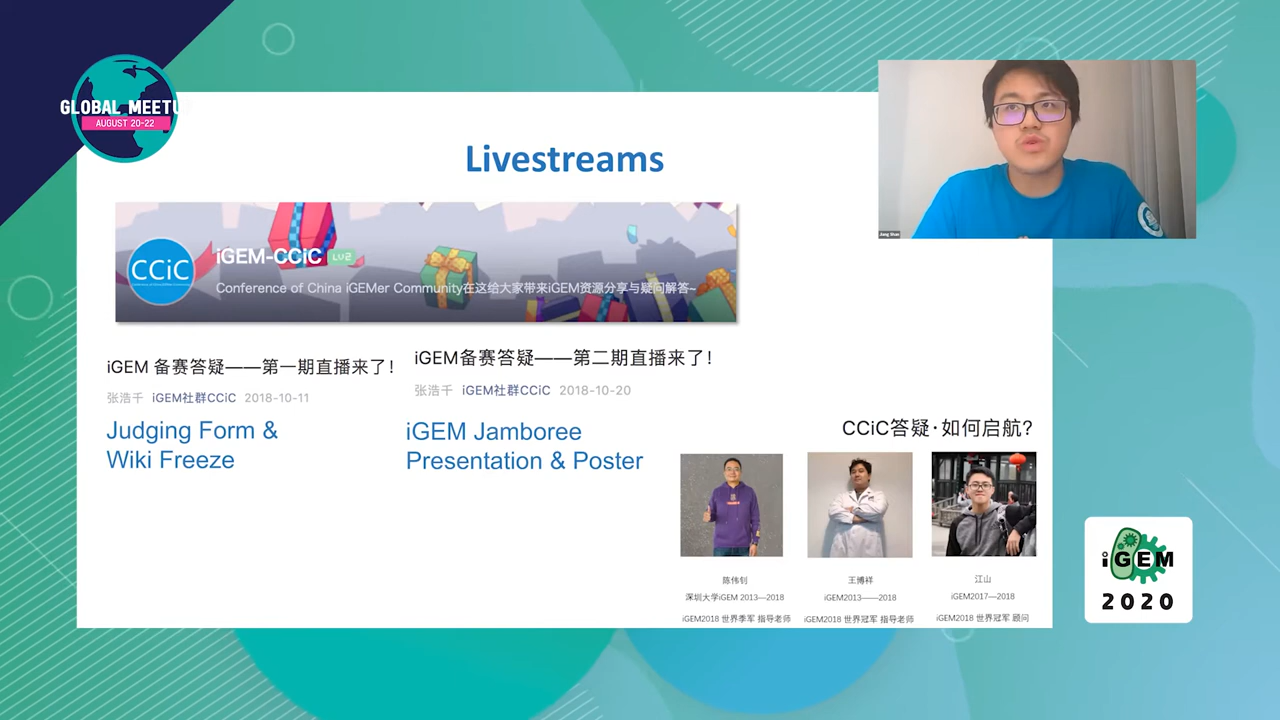 GLOBAL MEETU
AUGUST 20-22
Livestreams
CCiC
iGEM-CCiC LV2
Conference of China iGEMer Community在这给大家带来iGEM资源分享与疑问解答~
iGEM 备赛答疑——第一期直播来了！
张浩千 iGEM社群CCiC 2018-10-11
Judging Form &
Wiki Freeze
iGEM备赛答疑——第二期直播来了！
张浩千 iGEM社群CCiC 2018-10-20
iGEM Jamboree
Presentation & Poster
CCiC答疑·如何启航?
陈伟钊
深圳大学iGEM 2013—2018
iGEM2018 世界季军 指导老师
王博祥
iGEM2013——2018
iGEM2018 世界冠军 指导老师
江山
iGEM2017—2018
iGEM2018 世界冠军 顾问
iGEM
2020